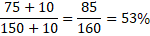 75 + 10 / 150 + 10 = 85 / 160 = 53%